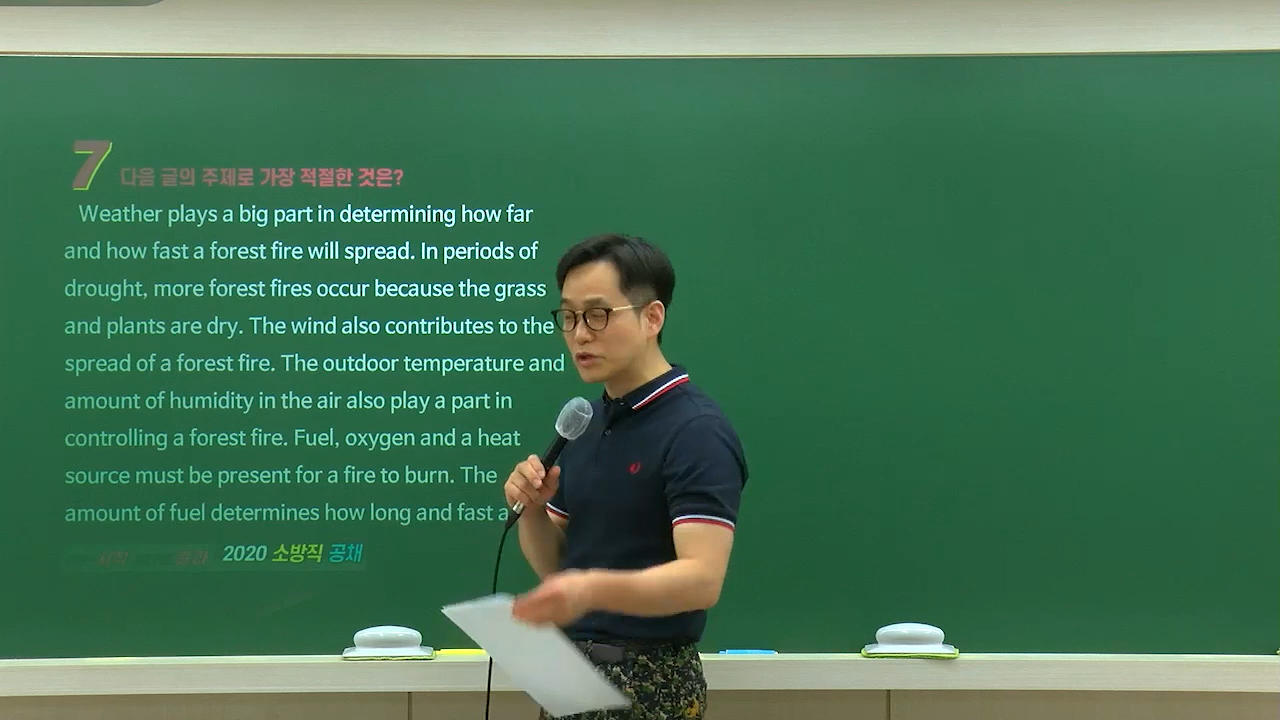 7 다음 글의 주제로 가장 적절한 것은?
Weather plays a big part in determining how far
and how fast a forest fire will spread. In periods of
drought, more forest fires occur because the grass
and plants are dry. The wind also contributes to the
spread of a forest fire. The outdoor temperature and
amount of humidity in the air also play a part in
controlling a forest fire. Fuel, oxygen and a heat
source must be present for a fire to burn. The
amount of fuel determines how long and fast a
2020 소방직 공채